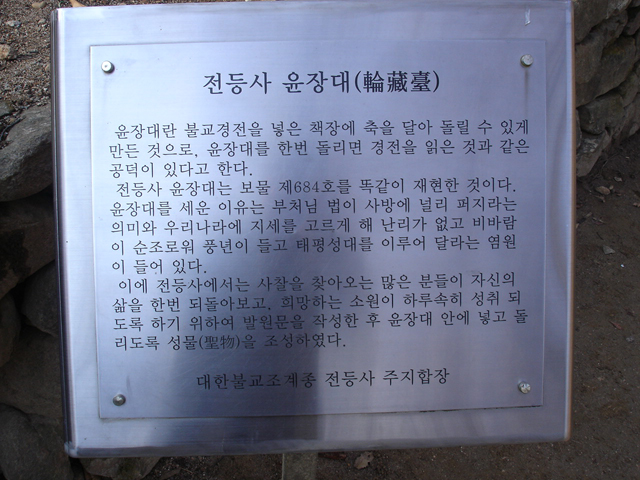 전등사 윤장대(輪藏臺)
윤장대란 불교경전을 넣은 책장에 축을 달아 돌릴 수 있게
만든 것으로, 윤장대를 한번 돌리면 경전을 읽은 것과 같은
공덕이 있다고 한다.
전등사 윤장대는 보물 제684호를 똑같이 재현한 것이다.
윤장대를 세운 이유는 부처님 법이 사방에 널리 퍼지라는
의미와 우리나라에 지세를 고르게 해 난리가 없고 비바람
이 순조로워 풍년이 들고 태평성대를 이루어 달라는 염원
이 들어 있다.
이에 전등사에서는 사찰을 찾아오는 많은 분들이 자신의
삶을 한번 되돌아보고, 희망하는 소원이 하루속히 성취 되
도록 하기 위하여 발원문을 작성한 후 윤장대 안에 넣고 돌
리도록 성물(聖物)을 조성하였다.
대한불교조계종 전등사 주지합장